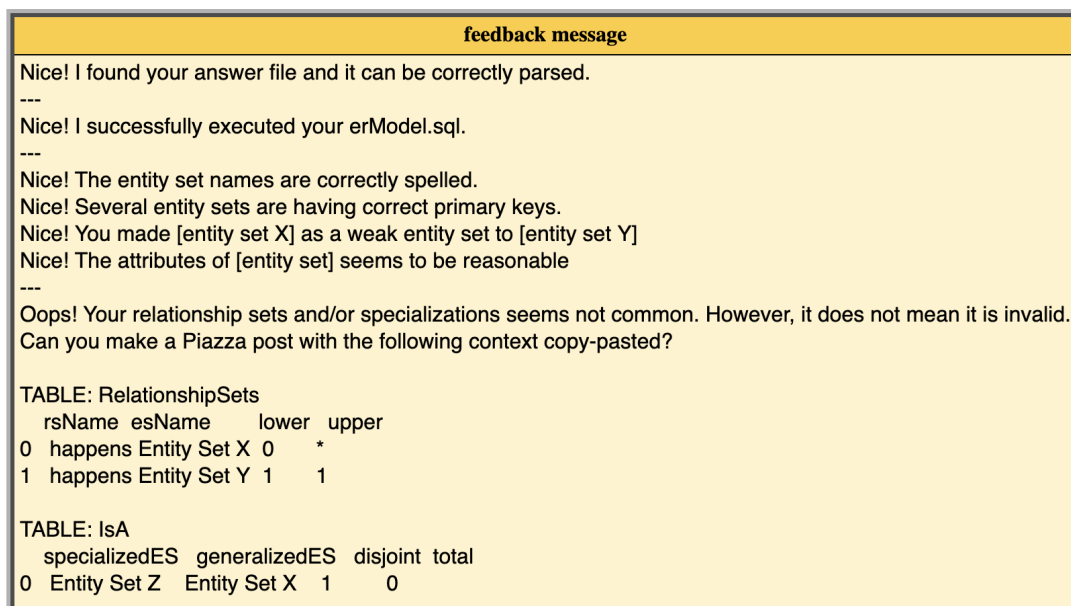 feedback message
Nice! I found your answer file and it can be correctly parsed.
---
Nice! I successfully executed your erModel.sql.
---
Nice! The entity set names are correctly spelled.
Nice! Several entity sets are having correct primary keys.
Nice! You made [entity set X] as a weak entity set to [entity set Y]
Nice! The attributes of [entity set] seems to be reasonable
---
Oops! Your relationship sets and/or specializations seems not common. However, it does not mean it is invalid.
Can you make a Piazza post with the following context copy-pasted?
TABLE: RelationshipSets
rsName esName lower upper
0 happens Entity Set X 0 *
1 happens Entity Set Y 1 1
TABLE: IsA
specializedES generalizedES disjoint total
0 Entity Set Z Entity Set X 1 0